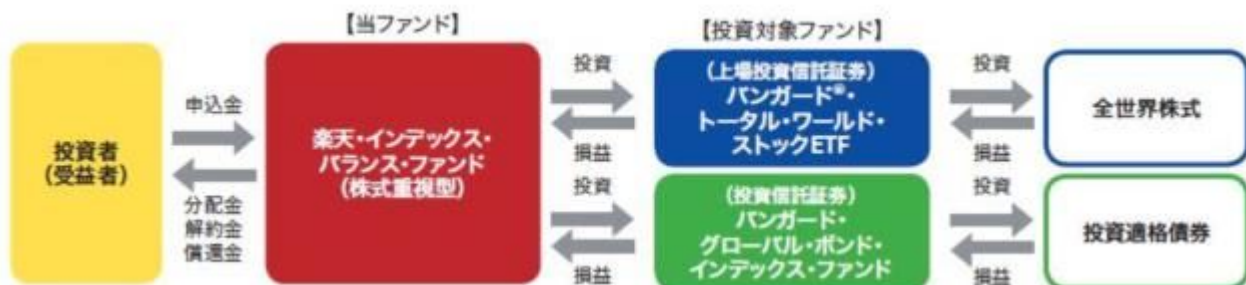 【当ファンド】
【投資対象ファンド】
投資者
(受益者)
申込金
分配金
解約金
償還金
楽天・インデックス・
バランス・ファンド
(株式重視型)
投資
損益
投資
損益
(上場投資信託証券)
バンガード®・
トータル・ワールド・
ストックETF
(投資信託証券)
バンガード・
グローバル・ボンド・
インデックス・ファンド
投資
損益
投資
損益
全世界株式
投資適格債券